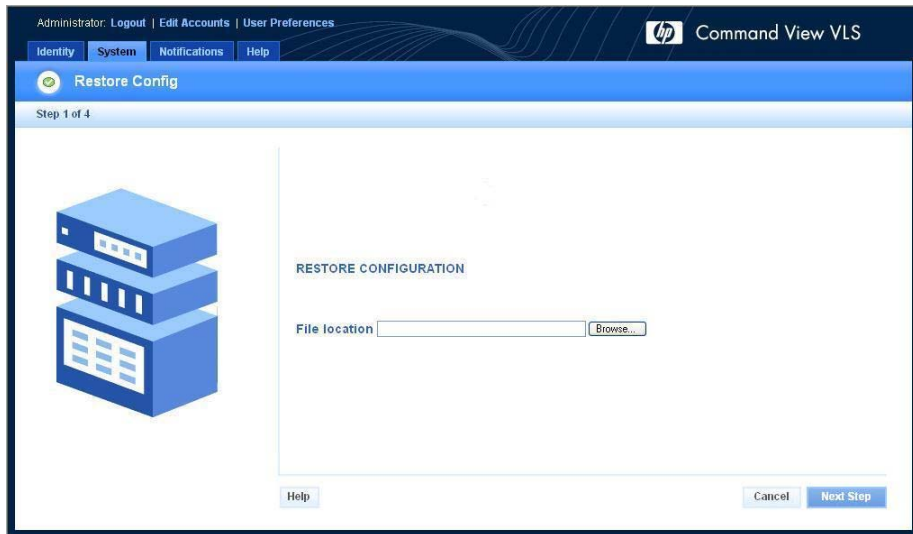 Administrator: Logout | Edit Accounts | User Preferences
hp Command View VLS
Identity System Notifications Help
Restore Config
Step 1 of 4
RESTORE CONFIGURATION
File location Browse...
Help Cancel Next Step